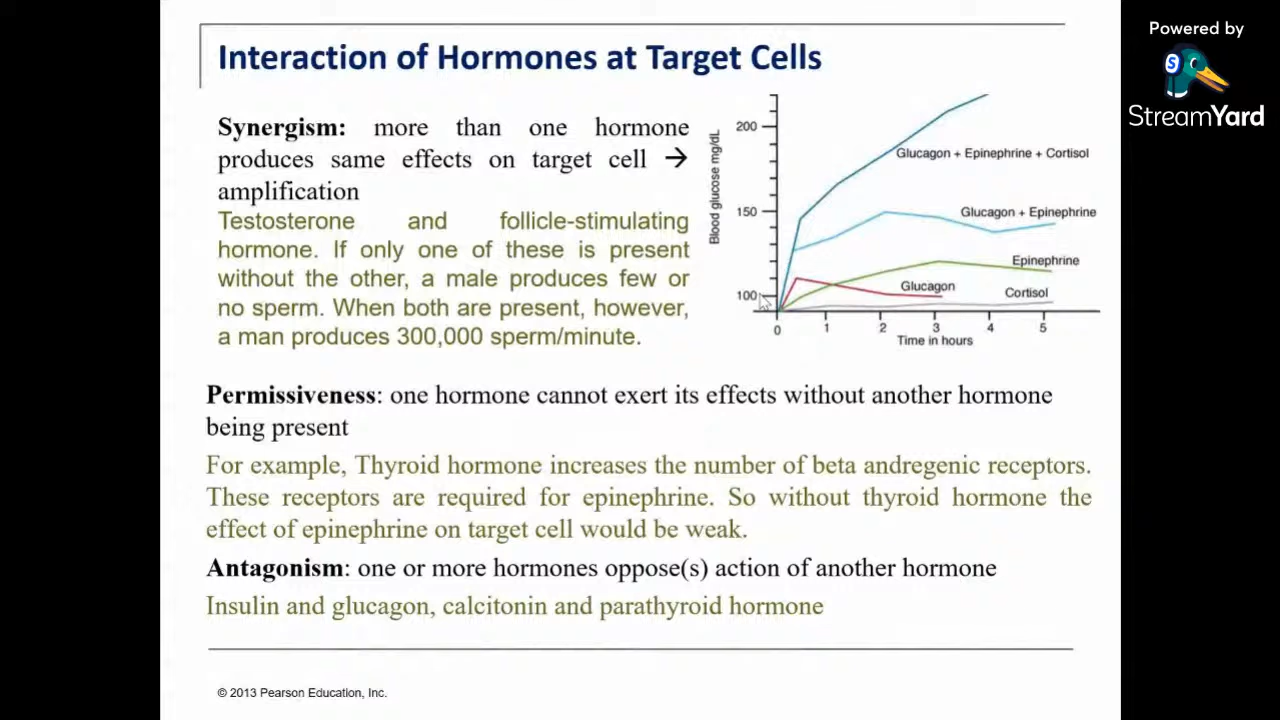 Powered by
StreamYard
Interaction of Hormones at Target Cells
Synergism: more than one hormone
produces same effects on target cell →
amplification
Testosterone and follicle-stimulating
hormone. If only one of these is present
without the other, a male produces few or
no sperm. When both are present, however,
a man produces 300,000 sperm/minute.
Blood glucose mg/dL
200
150
100
Glucagon + Epinephrine + Cortisol
Glucagon + Epinephrine
Epinephrine
Glucagon
Cortisol
0 1 2 3 4 5
Time in hours
Permissiveness: one hormone cannot exert its effects without another hormone
being present
For example, Thyroid hormone increases the number of beta andregenic receptors.
These receptors are required for epinephrine. So without thyroid hormone the
effect of epinephrine on target cell would be weak.
Antagonism: one or more hormones oppose(s) action of another hormone
Insulin and glucagon, calcitonin and parathyroid hormone
© 2013 Pearson Education, Inc.